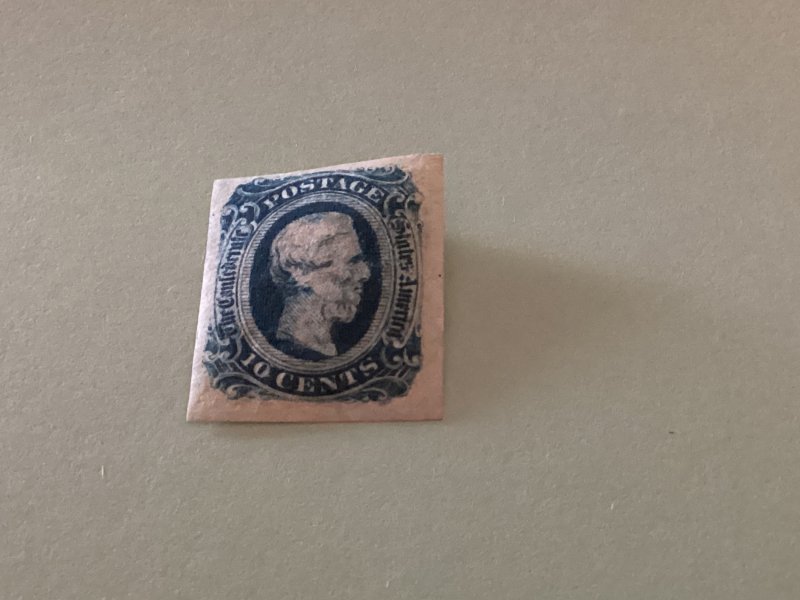 POSTAGE
The Confederate
States America
10 CENTS